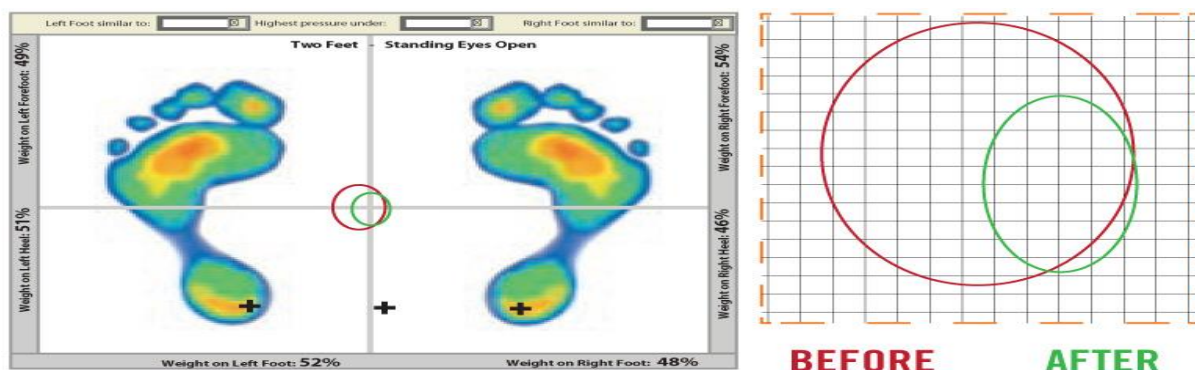 Left Foot similar to:
Highest pressure under:
Right Foot similar to:
Two Feet - Standing Eyes Open
Weight on Left Forefoot: 49%
Weight on Left Heel: 51%
Weight on Right Forefoot: 54%
Weight on Right Heel: 46%
Weight on Left Foot: 52%
Weight on Right Foot: 48%
BEFORE
AFTER